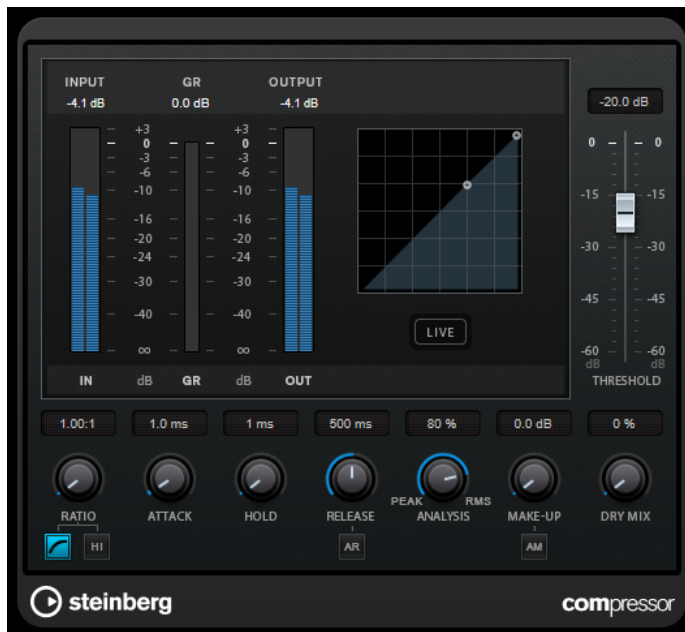 INPUT GR OUTPUT
-4.1 dB 0.0 dB -4.1 dB
-20.0 dB
+3 +3
0 0
-3 -3
-6 -6
-10 -10
-16 -16
-20 -20
-24 -24
-30 -30
-40 -40
∞ ∞
IN dB GR dB OUT
LIVE
0 0
-15 -15
-30 -30
-45 -45
-60 -60
dB dB
THRESHOLD
1.00:1 1.0 ms 1 ms 500 ms 80 % 0.0 dB 0 %
PEAK RMS
RATIO ATTACK HOLD RELEASE ANALYSIS MAKE-UP DRY MIX
HI AR AM
steinberg compressor